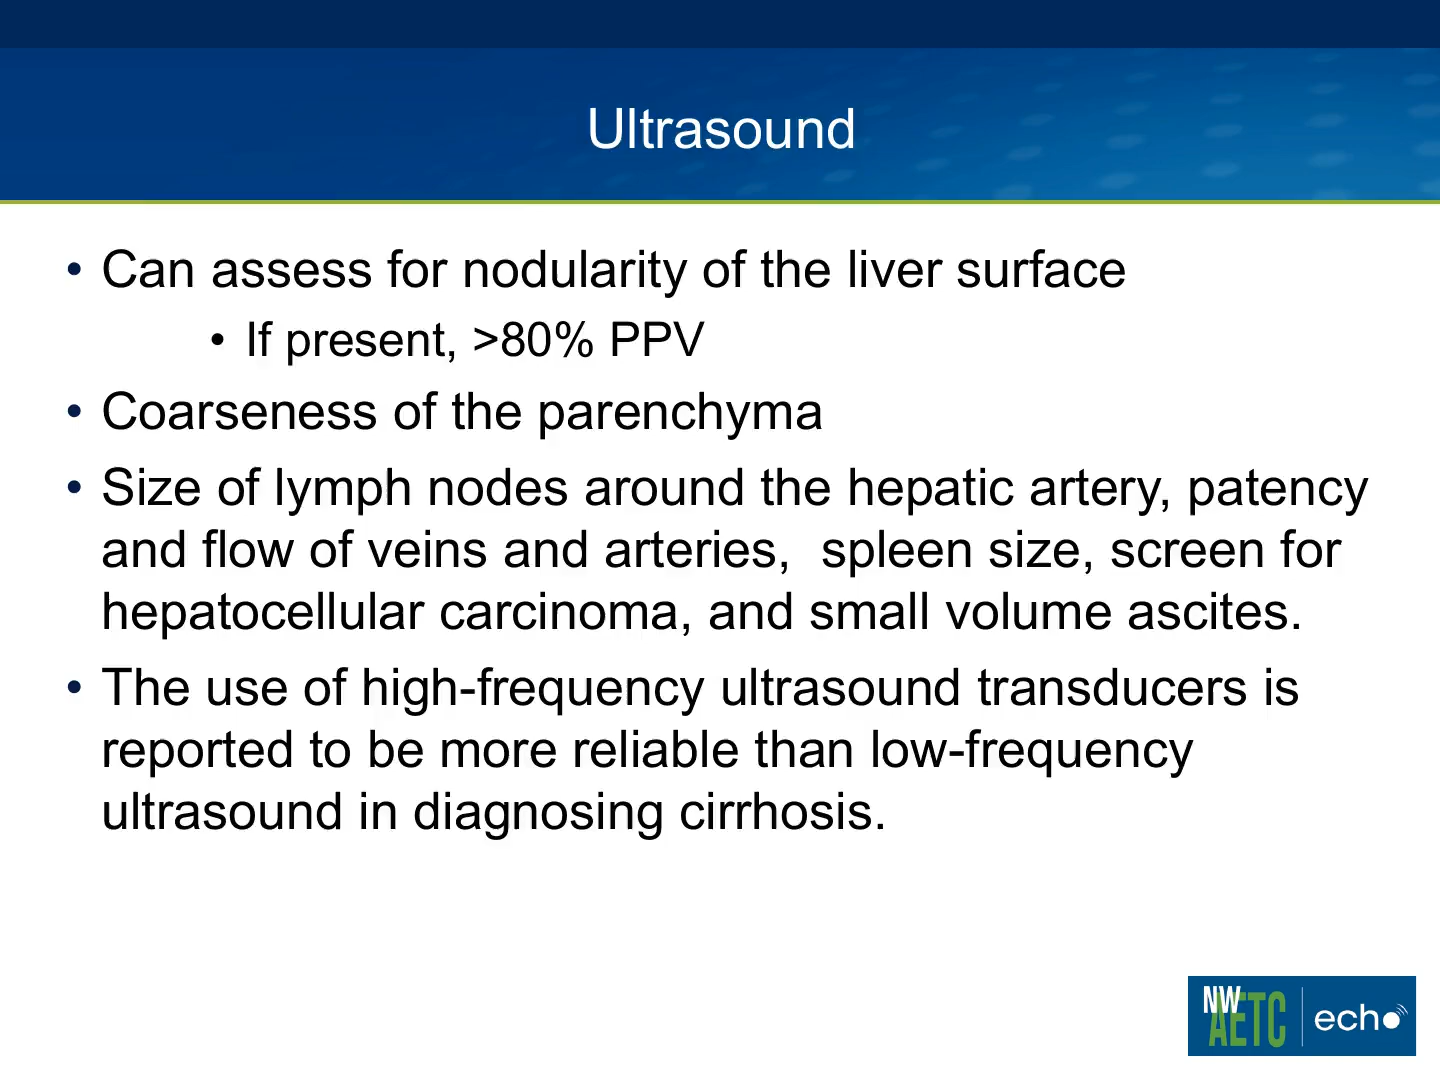 Ultrasound
• Can assess for nodularity of the liver surface
• If present, >80% PPV
• Coarseness of the parenchyma
• Size of lymph nodes around the hepatic artery, patency
and flow of veins and arteries,  spleen size, screen for
hepatocellular carcinoma, and small volume ascites.
• The use of high-frequency ultrasound transducers is
reported to be more reliable than low-frequency
ultrasound in diagnosing cirrhosis.
NW
AETC
echo